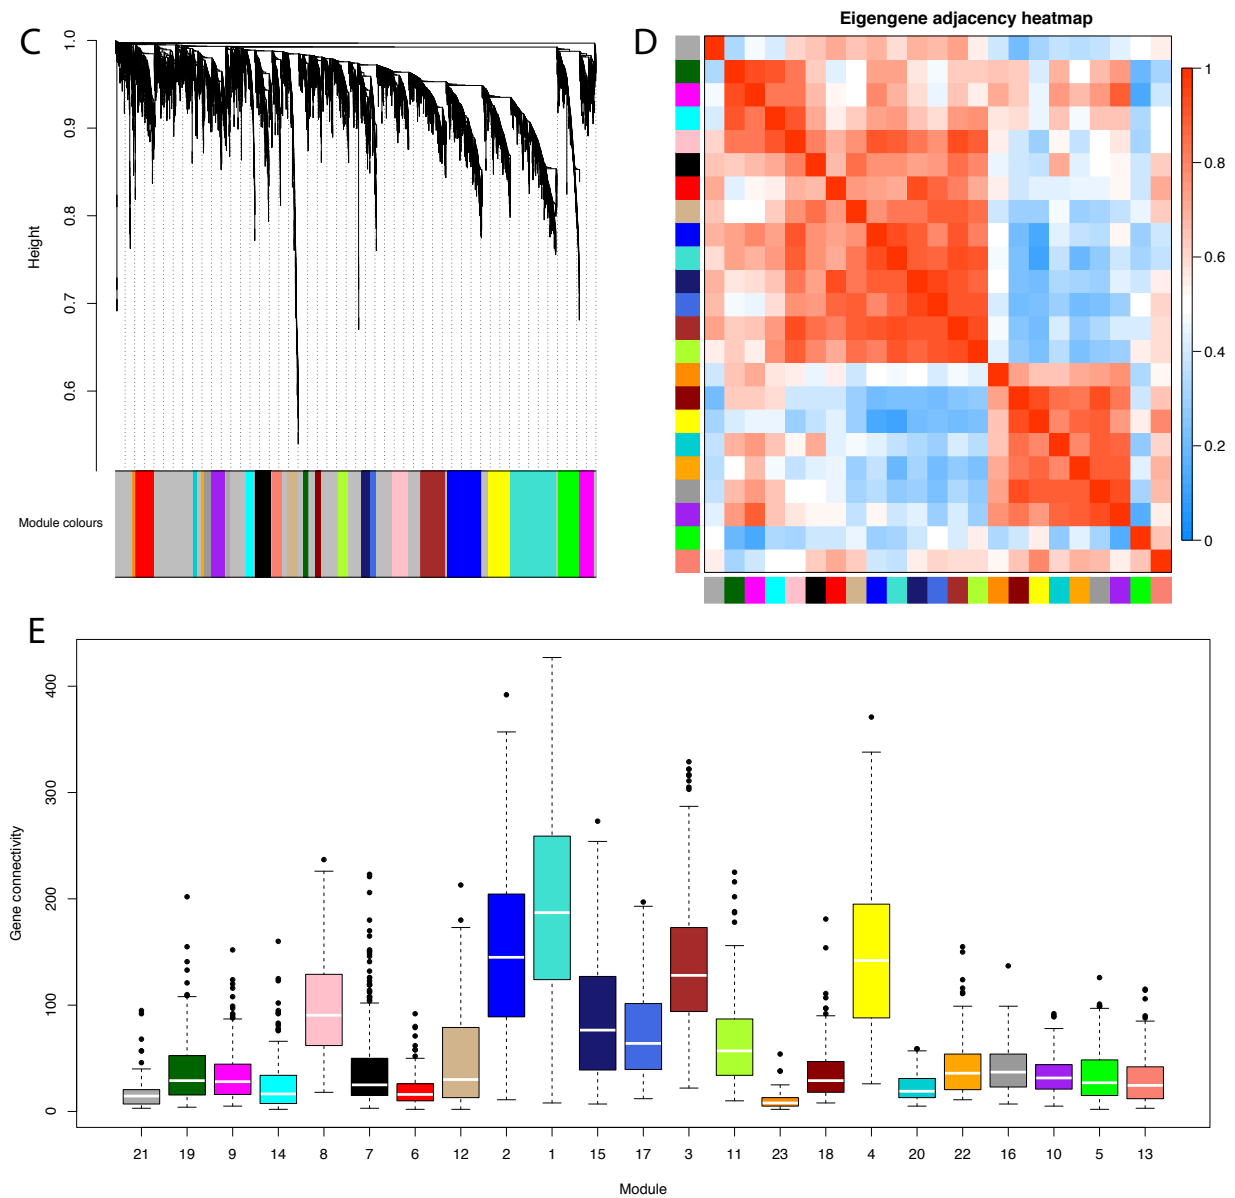 C
1.0
0.9
0.8
0.7
0.6
Height
Module colours
D
Eigengene adjacency heatmap
1
0.8
0.6
0.4
0.2
0
E
400
300
200
100
0
Gene connectivity
21 19 9 14 8 7 6 12 2 1 15 17 3 11 23 18 4 20 22 16 10 5 13
Module